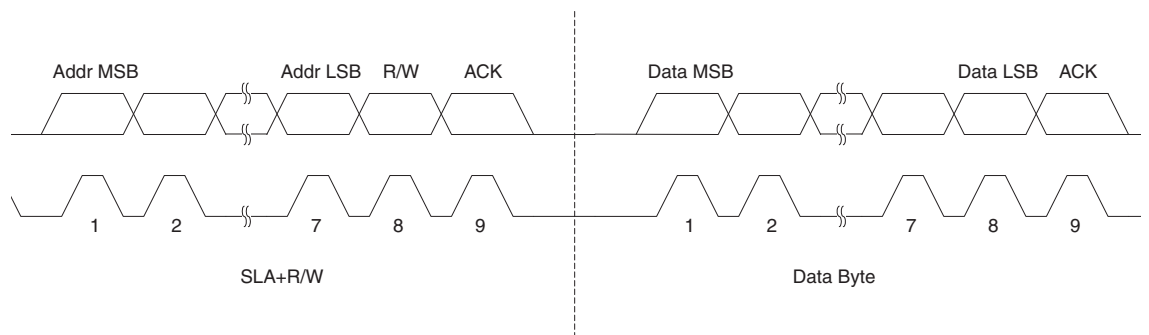 Addr MSB Addr LSB R/W ACK Data MSB Data LSB ACK
1 2 7 8 9 1 2 7 8 9
SLA+R/W Data Byte